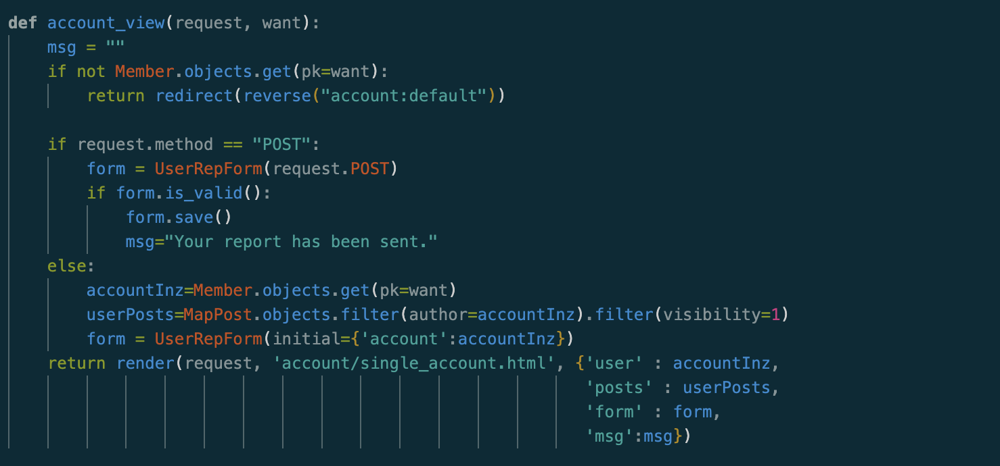 def account_view(request, want):
    msg = ""
    if not Member.objects.get(pk=want):
        return redirect(reverse("account:default"))

    if request.method == "POST":
        form = UserRepForm(request.POST)
        if form.is_valid():
            form.save()
            msg="Your report has been sent."
    else:
        accountInz=Member.objects.get(pk=want)
        userPosts=MapPost.objects.filter(author=accountInz).filter(visibility=1)
        form = UserRepForm(initial={'account':accountInz})
    return render(request, 'account/single_account.html', {'user' : accountInz,
                                                           'posts' : userPosts,
                                                           'form' : form,
                                                           'msg':msg})